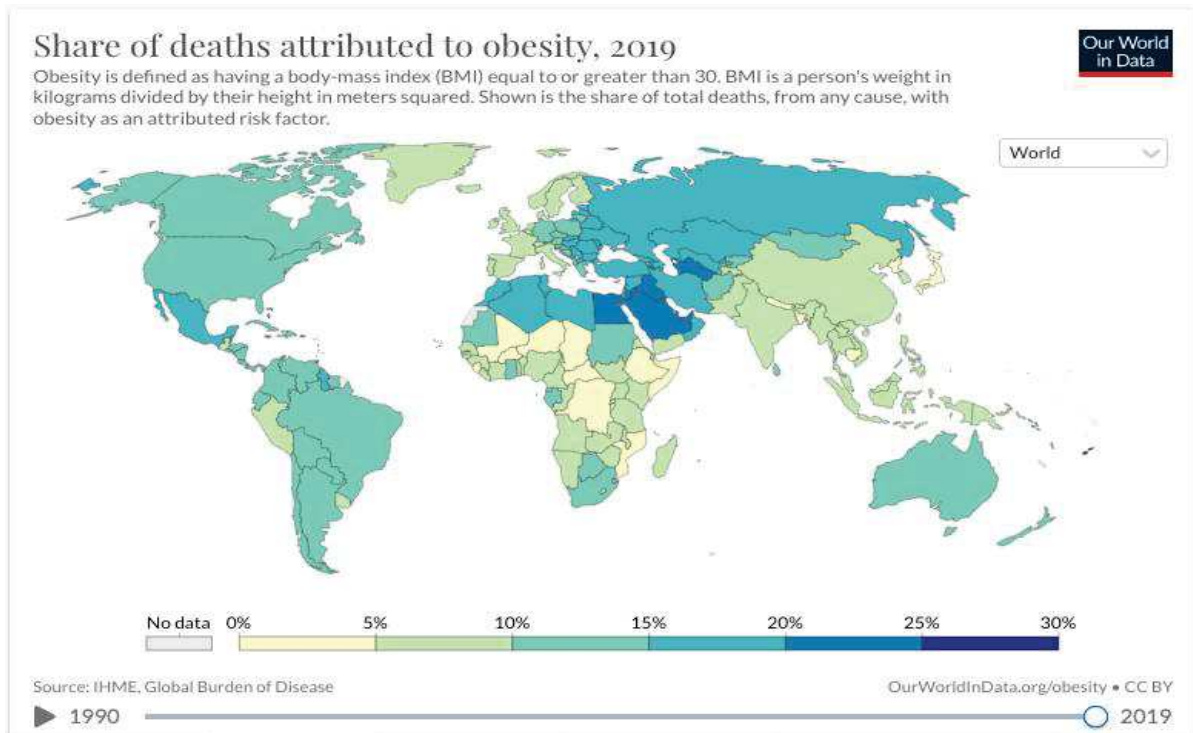 Share of deaths attributed to obesity, 2019
Our World
in Data
Obesity is defined as having a body-mass index (BMI) equal to or greater than 30. BMI is a person's weight in
kilograms divided by their height in meters squared. Shown is the share of total deaths, from any cause, with
obesity as an attributed risk factor.
World
No data 0% 5% 10% 15% 20% 25% 30%
Source: IHME, Global Burden of Disease
OurWorldInData.org/obesity • CC BY
1990 2019